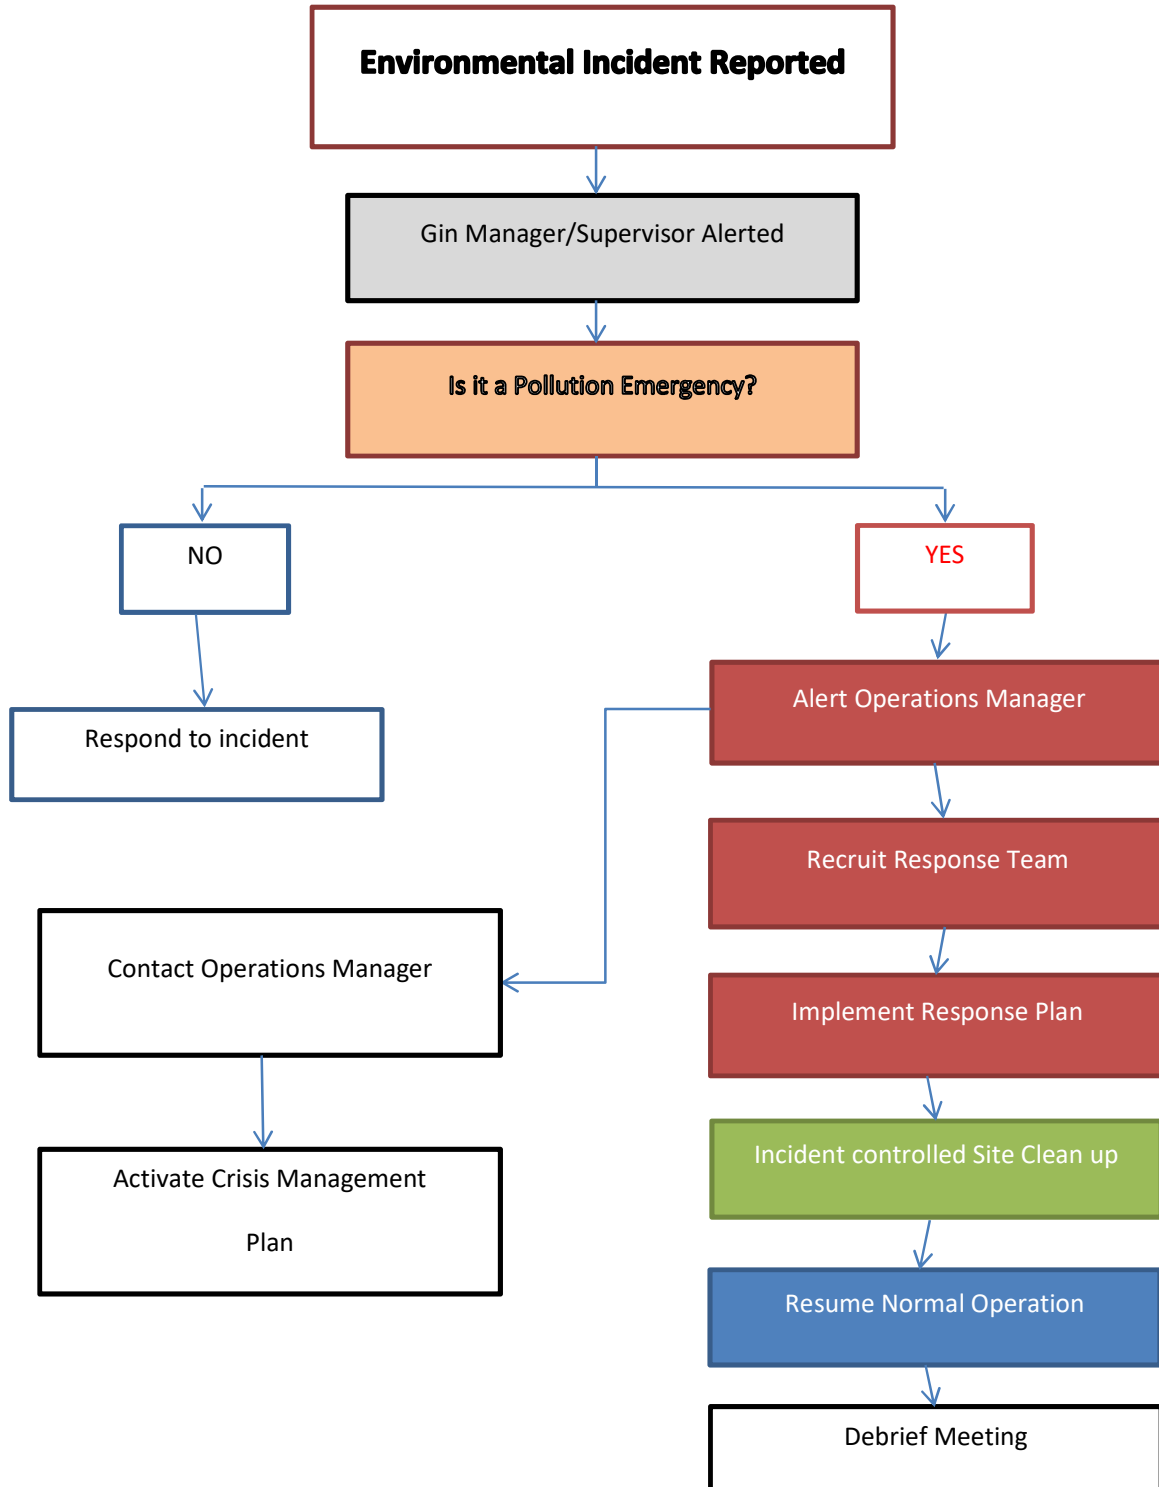 Environmental Incident Reported
Gin Manager/Supervisor Alerted
Is it a Pollution Emergency?
NO
YES
Respond to incident
Alert Operations Manager
Recruit Response Team
Contact Operations Manager
Implement Response Plan
Activate Crisis Management
Plan
Incident controlled Site Clean up
Resume Normal Operation
Debrief Meeting